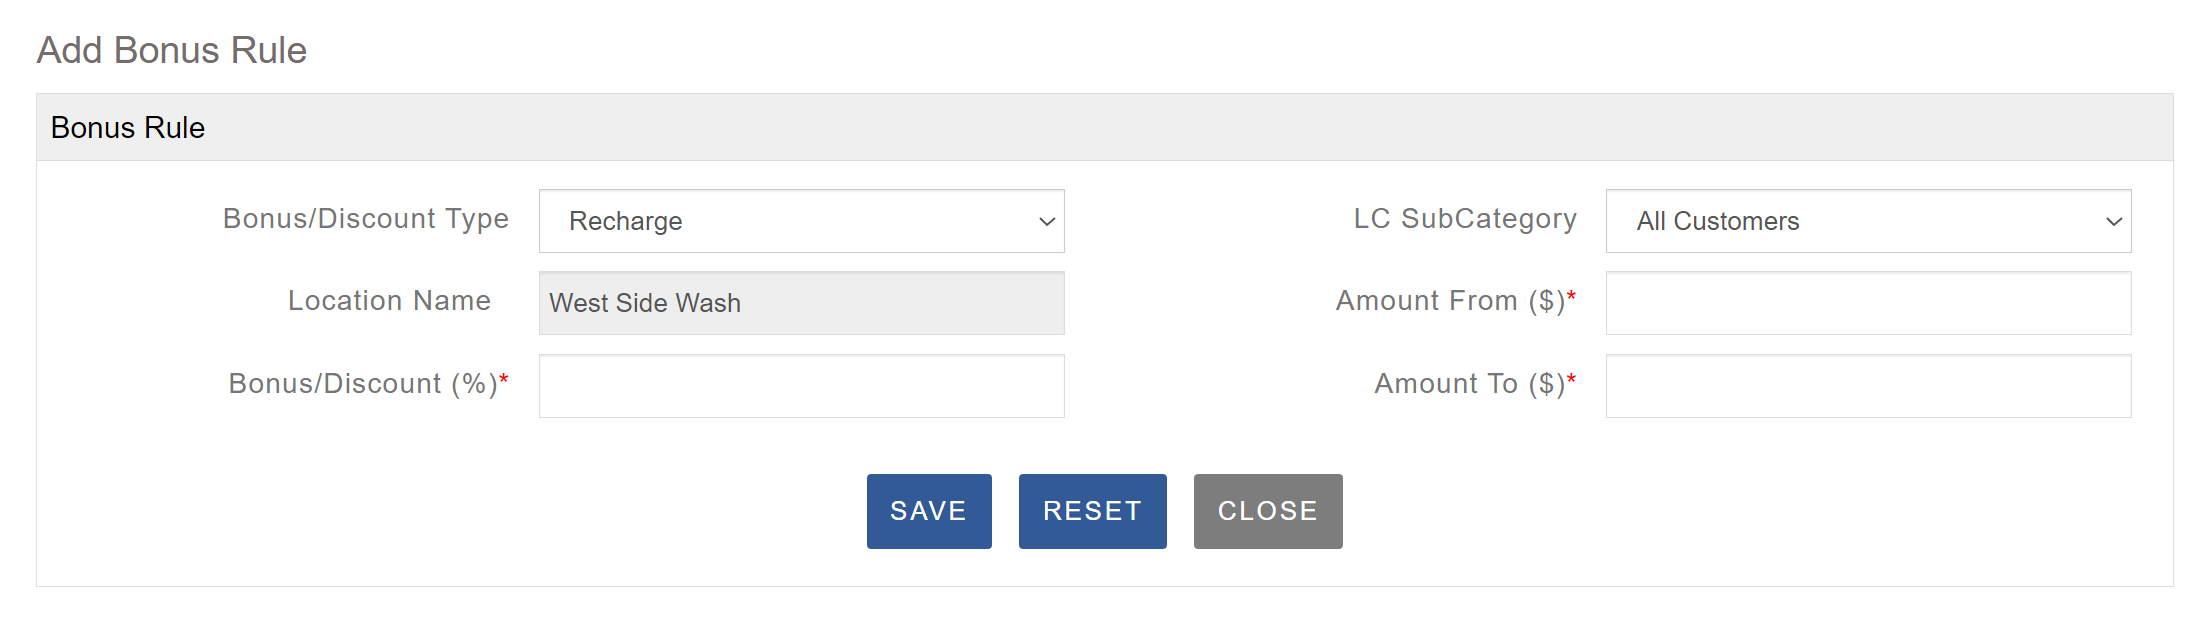 Add Bonus Rule
Bonus Rule
Bonus/Discount Type Recharge LC SubCategory All Customers
Location Name West Side Wash Amount From ($)*
Bonus/Discount (%)* Amount To ($)*
SAVE RESET CLOSE